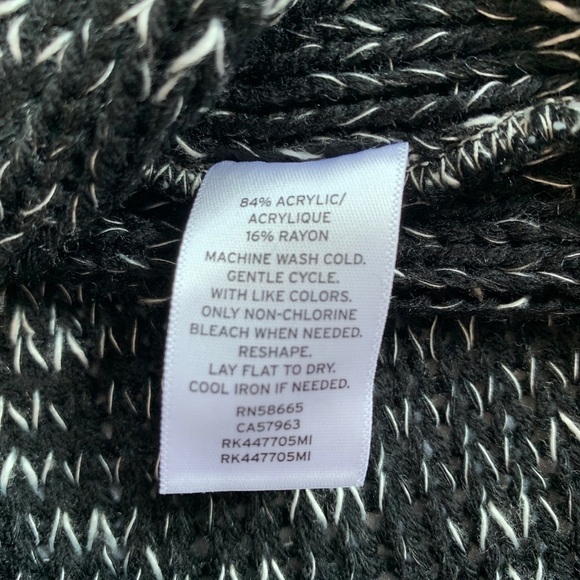 84% ACRYLIC/
ACRYLIQUE
16% RAYON
MACHINE WASH COLD.
GENTLE CYCLE.
WITH LIKE COLORS.
ONLY NON-CHLORINE
BLEACH WHEN NEEDED.
RESHAPE.
LAY FLAT TO DRY.
COOL IRON IF NEEDED.
RN58665
CA57963
RK447705MI
RK447705MI